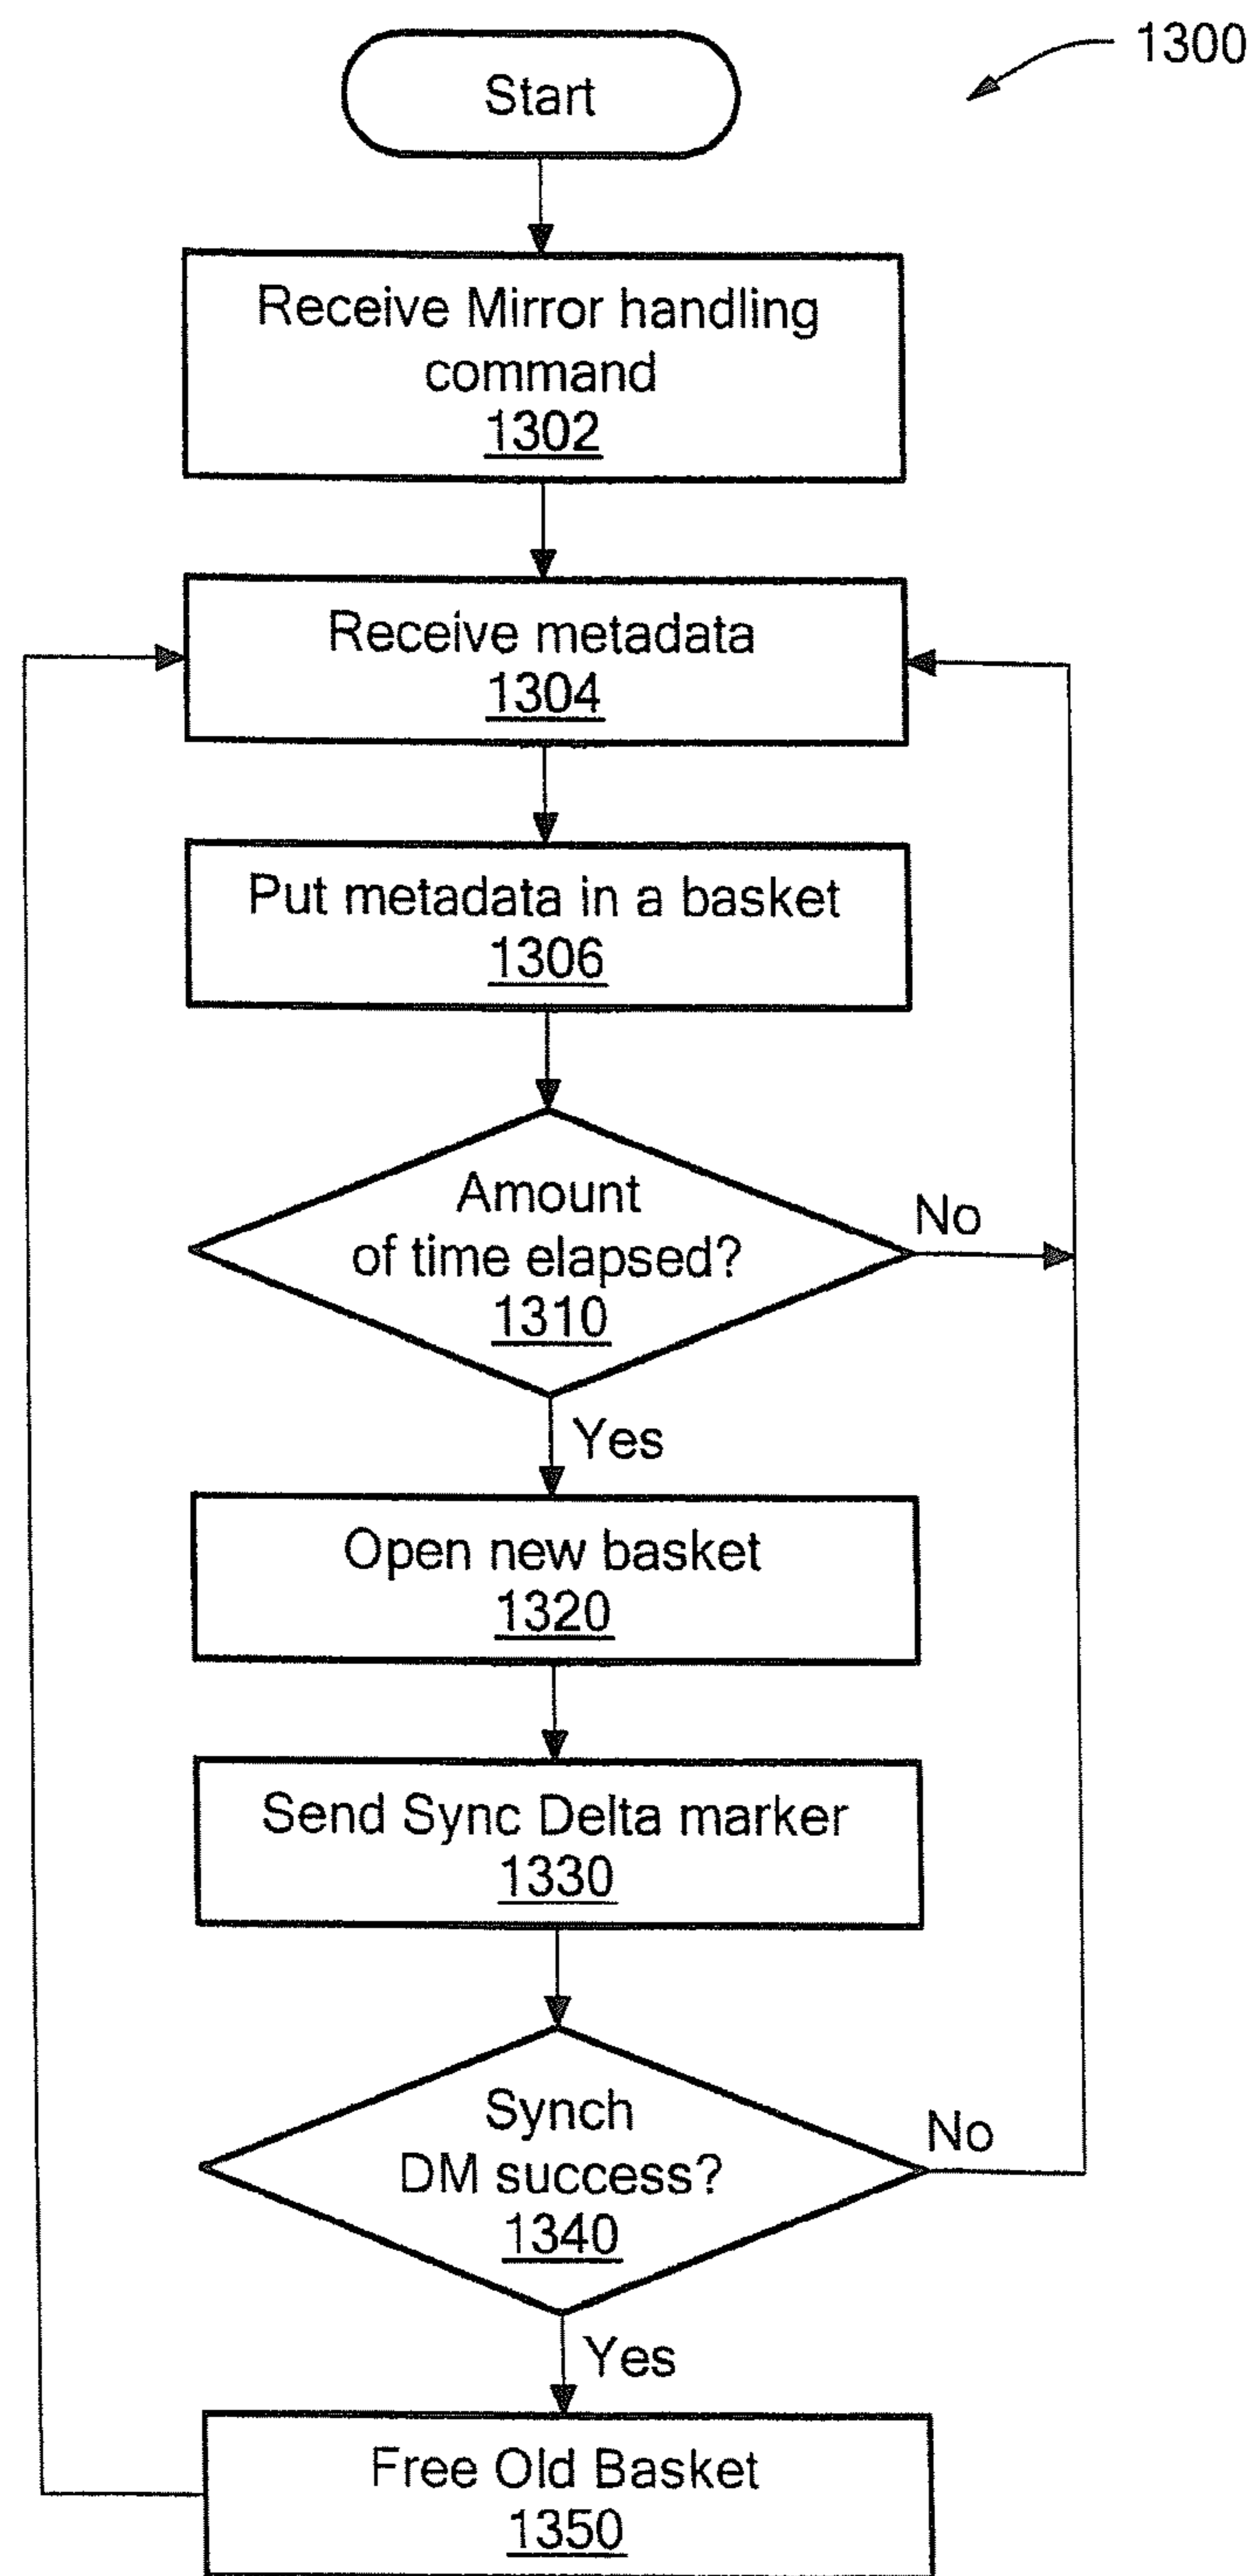 1300
Start
Receive Mirror handling
command
1302
Receive metadata
1304
Put metadata in a basket
1306
Amount
of time elapsed?
1310
No
Yes
Open new basket
1320
Send Sync Delta marker
1330
Synch
DM success?
1340
No
Yes
Free Old Basket
1350